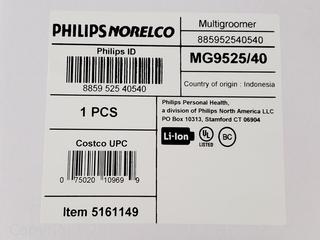 PHILIPS NORELCO
Philips ID
8859 525 40540
1 PCS
Costco UPC
0 75020 10969 9
Item 5161149
Multigroomer
885952540540
MG9525/40
Country of origin : Indonesia
Philips Personal Health,
a division of Philips North America LLC
PO Box 10313, Stamford CT 06904
Li-Ion
UL
LISTED
BC